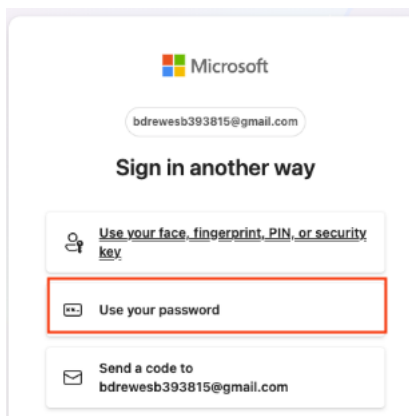 Microsoft
bdrewesb393815@gmail.com
Sign in another way
Use your face, fingerprint, PIN, or security
key
Use your password
Send a code to
bdrewesb393815@gmail.com